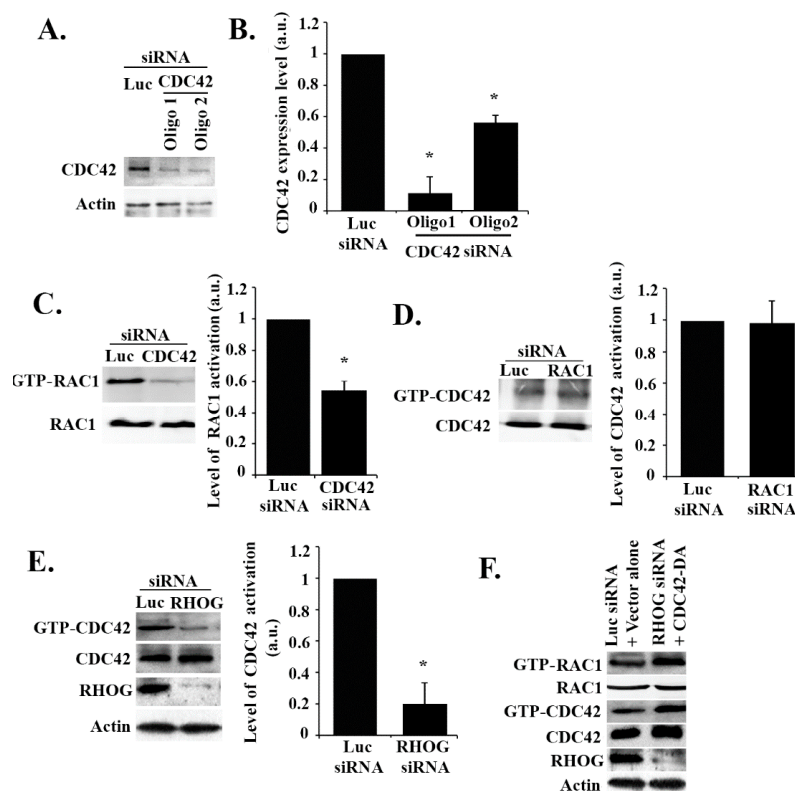 A.
siRNA
Luc CDC42
Oligo 1
Oligo 2
CDC42
Actin
B.
CDC42 expression level (a.u.)
1.2
1
0.8
0.6
0.4
0.2
0
*
*
Luc
siRNA
Oligo1 Oligo2
CDC42 siRNA
C.
siRNA
Luc CDC42
GTP-RAC1
RAC1
Level of RAC1 activation (a.u.)
1.2
1
0.8
0.6
0.4
0.2
0
*
Luc
siRNA
CDC42
siRNA
D.
siRNA
Luc RAC1
GTP-CDC42
CDC42
Level of CDC42 activation (a.u.)
1.2
1
0.8
0.6
0.4
0.2
0
Luc
siRNA
RAC1
siRNA
E.
siRNA
Luc RHOG
GTP-CDC42
CDC42
RHOG
Actin
Level of CDC42 activation
(a.u.)
1.2
1
0.8
0.6
0.4
0.2
0
*
Luc
siRNA
RHOG
siRNA
F.
Luc siRNA
+ Vector alone
RHOG siRNA
+ CDC42-DA
GTP-RAC1
RAC1
GTP-CDC42
CDC42
RHOG
Actin